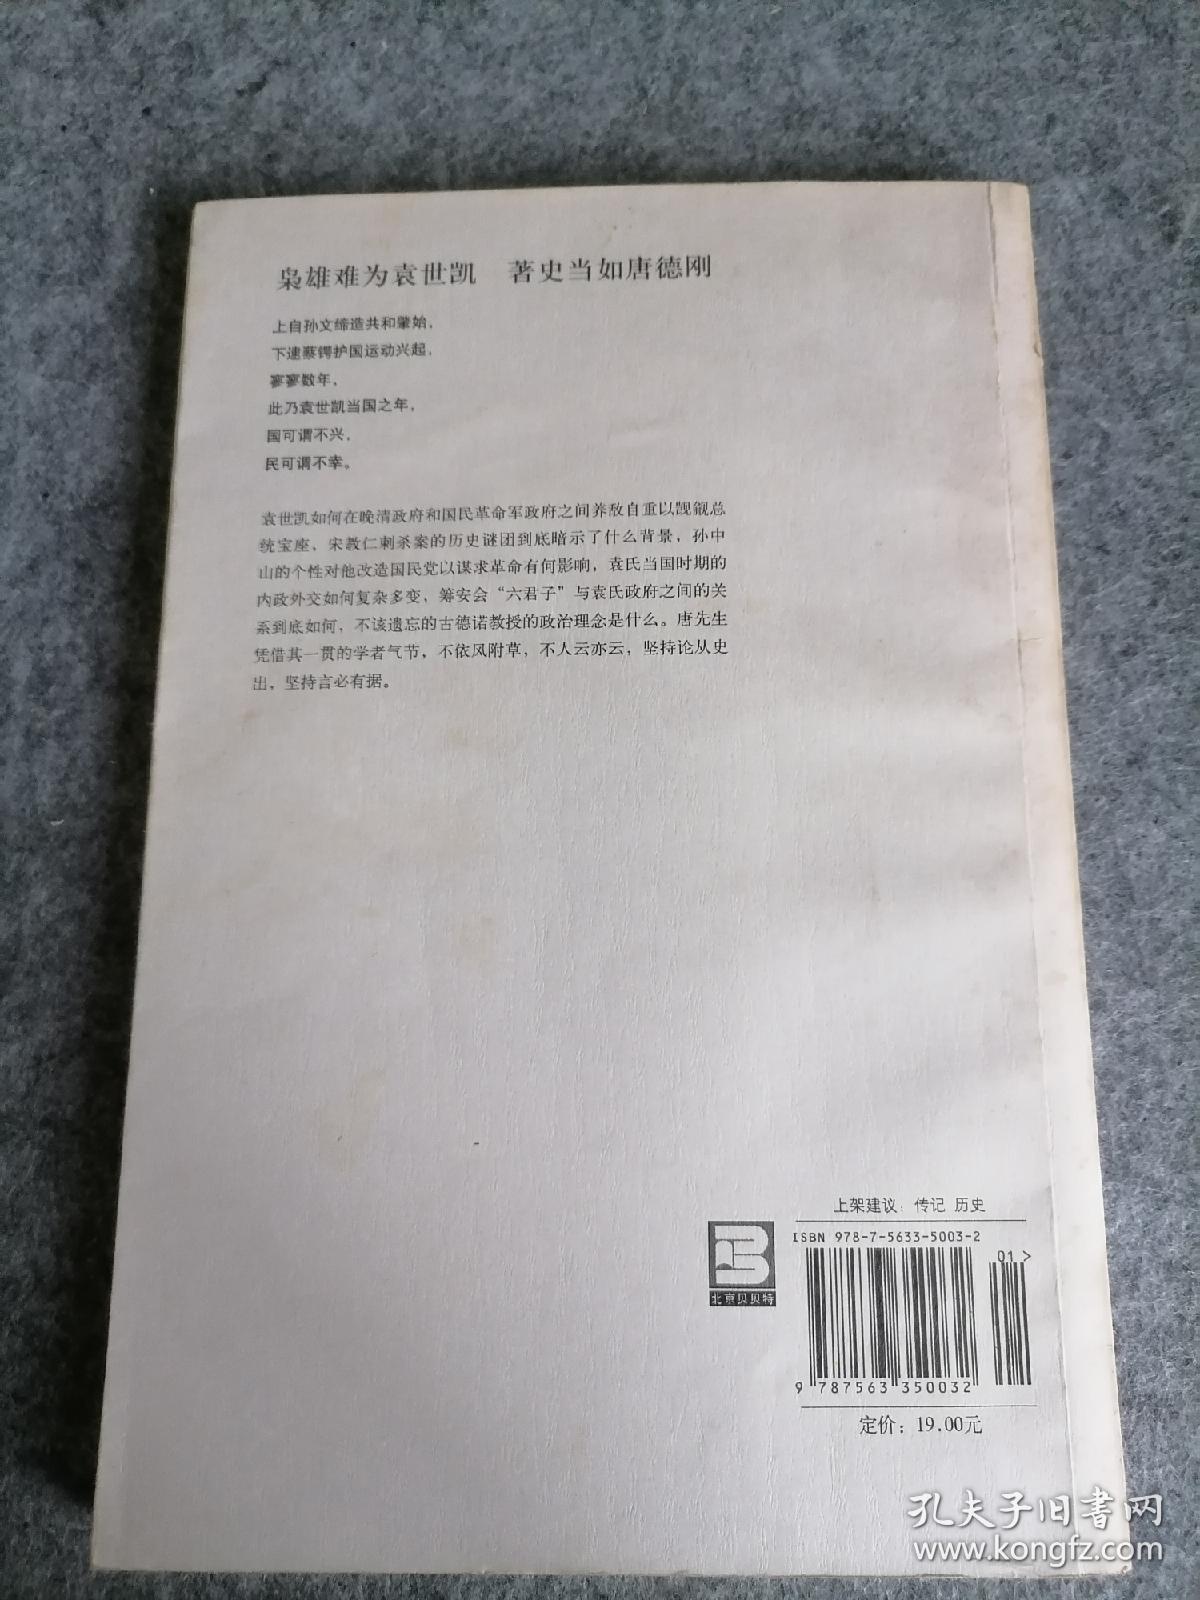 枭雄难为袁世凯　著史当如唐德刚
上自孙文缔造共和肇始，
下逮蔡锷护国运动兴起，
寥寥数年，
此乃袁世凯当国之年，
国可谓不兴，
民可谓不幸。
袁世凯如何在晚清政府和国民革命军政府之间养敌自重以觊觎总
统宝座，宋教仁刺杀案的历史谜团到底暗示了什么背景，孙中
山的个性对他改造国民党以谋求革命有何影响，袁氏当国时期的
内政外交如何复杂多变，筹安会“六君子”与袁氏政府之间的关
系到底如何，不该遗忘的古德诺教授的政治理念是什么。唐先生
凭借其一贯的学者气节，不依风附草，不人云亦云，坚持论从史
出，坚持言必有据。
上架建议：传记 历史
ISBN 978-7-5633-5003-2
01>
北京贝贝特
9 787563 350032
定价：19.00元
孔夫子旧书网
www.kongfz.com